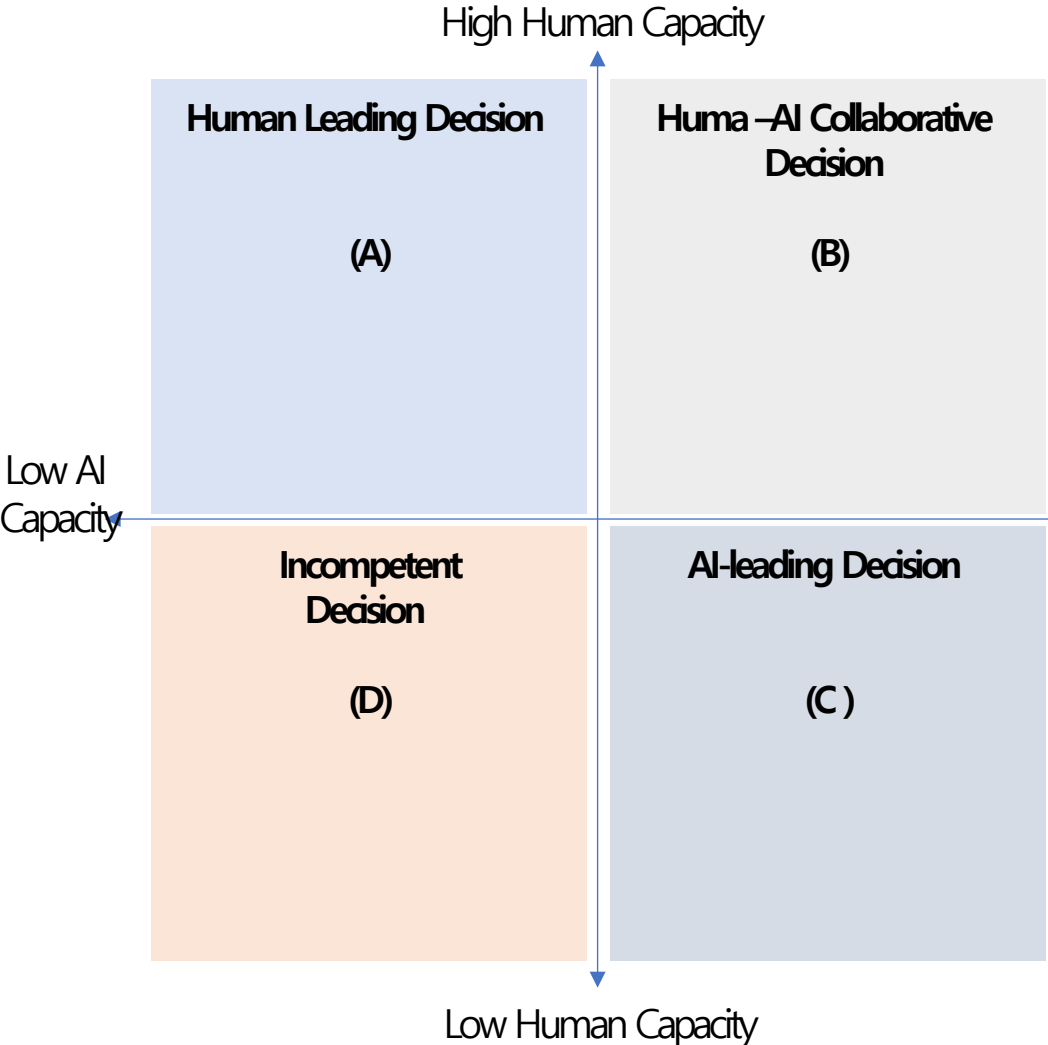 High Human Capacity
Human Leading Decision
(A)
Huma –AI Collaborative
Decision
(B)
Low AI
Capacity
Incompetent
Decision
(D)
AI-leading Decision
(C )
Low Human Capacity